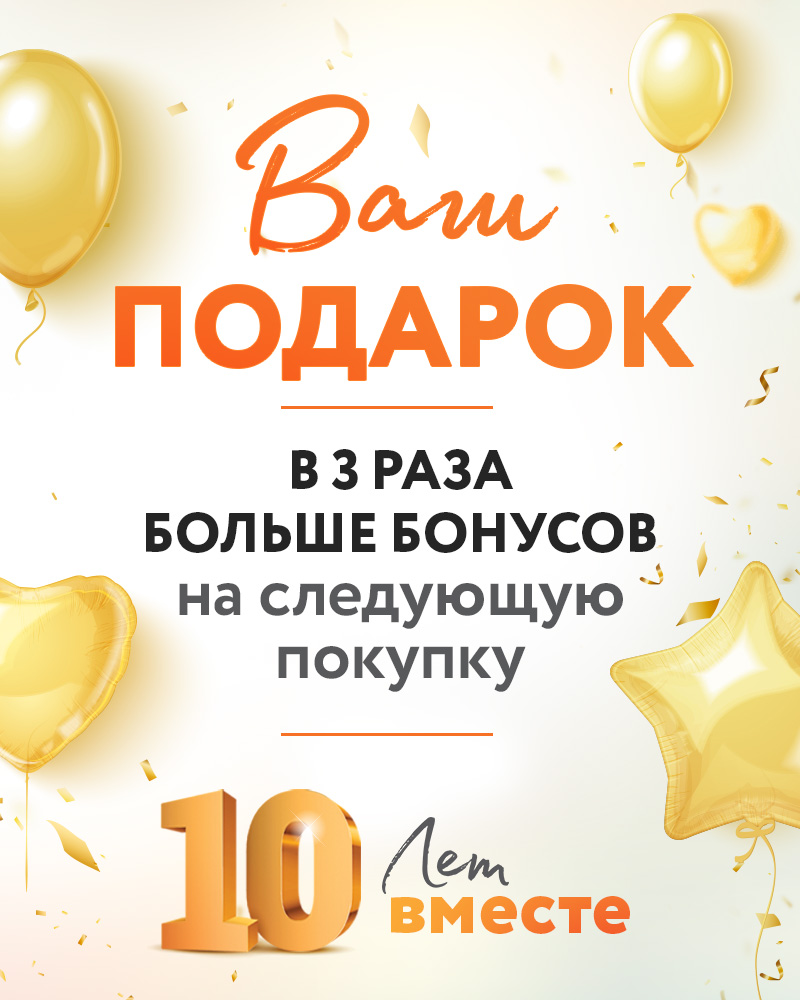 Ваш
ПОДАРОК
В 3 РАЗА
БОЛЬШЕ БОНУСОВ
на следующую
покупку
10 Лет
вместе